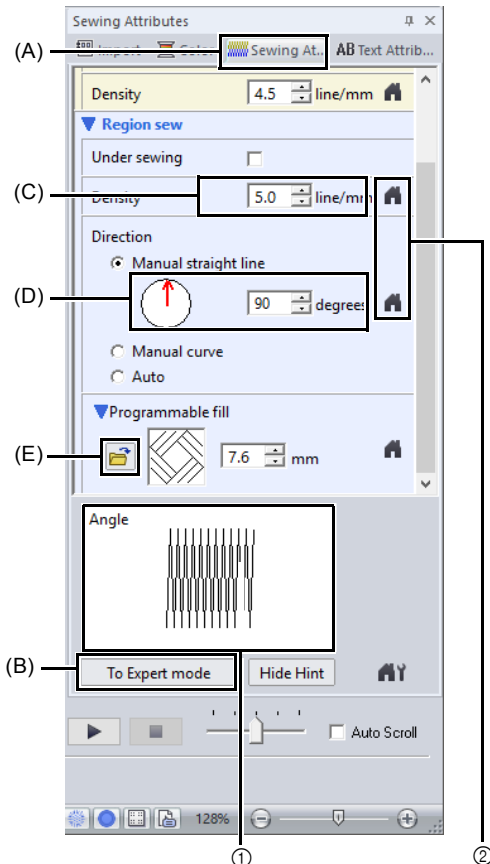 Sewing Attributes
(A)
Import Color Sewing At.. AB Text Attrib...
Density 4.5 line/mm
Region sew
Under sewing
(C)
Density 5.0 line/mm
Direction
Manual straight line
(D)
90 degrees
Manual curve
Auto
Programmable fill
(E)
7.6 mm
Angle
(B)
To Expert mode Hide Hint
Auto Scroll
128%
① ②